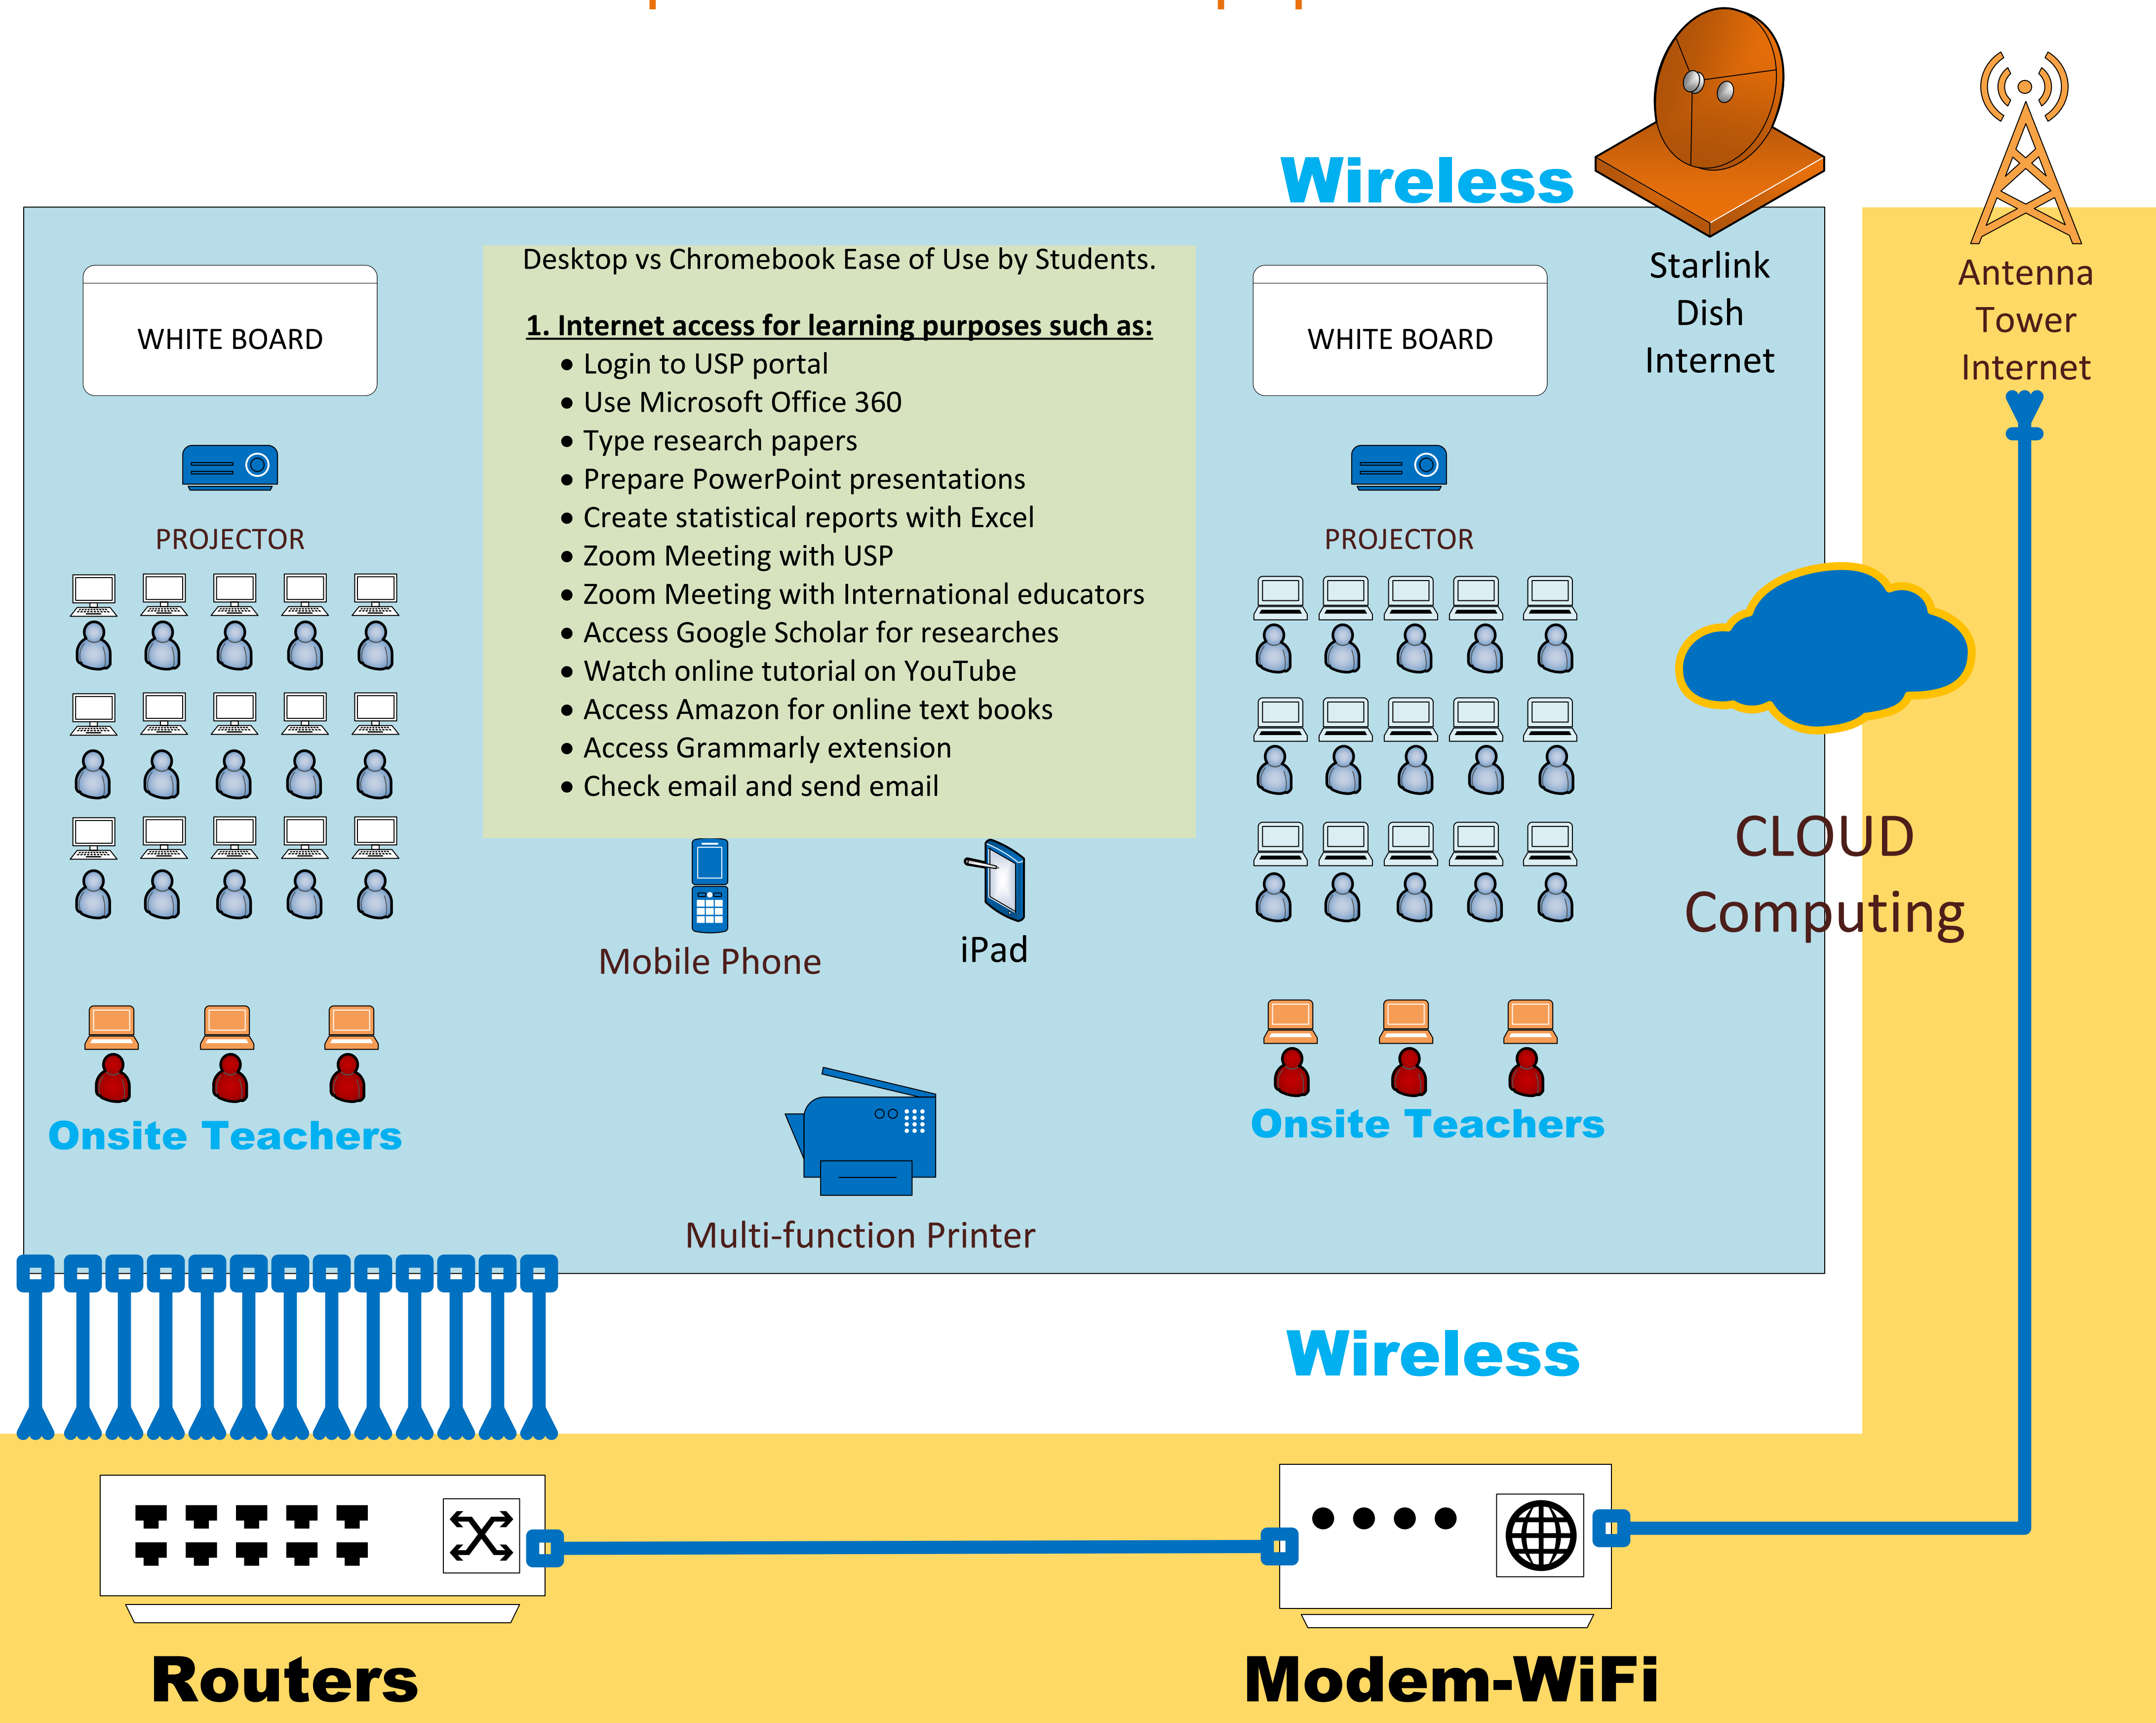 Wireless
Starlink
Dish
Internet
Antenna
Tower
Internet
WHITE BOARD
Desktop vs Chromebook Ease of Use by Students.
1. Internet access for learning purposes such as:
• Login to USP portal
• Use Microsoft Office 360
• Type research papers
• Prepare PowerPoint presentations
• Create statistical reports with Excel
• Zoom Meeting with USP
• Zoom Meeting with International educators
• Access Google Scholar for researches
• Watch online tutorial on YouTube
• Access Amazon for online text books
• Access Grammarly extension
• Check email and send email
WHITE BOARD
PROJECTOR
PROJECTOR
CLOUD
Computing
Mobile Phone
iPad
Onsite Teachers
Onsite Teachers
Multi-function Printer
Wireless
Routers
Modem-WiFi